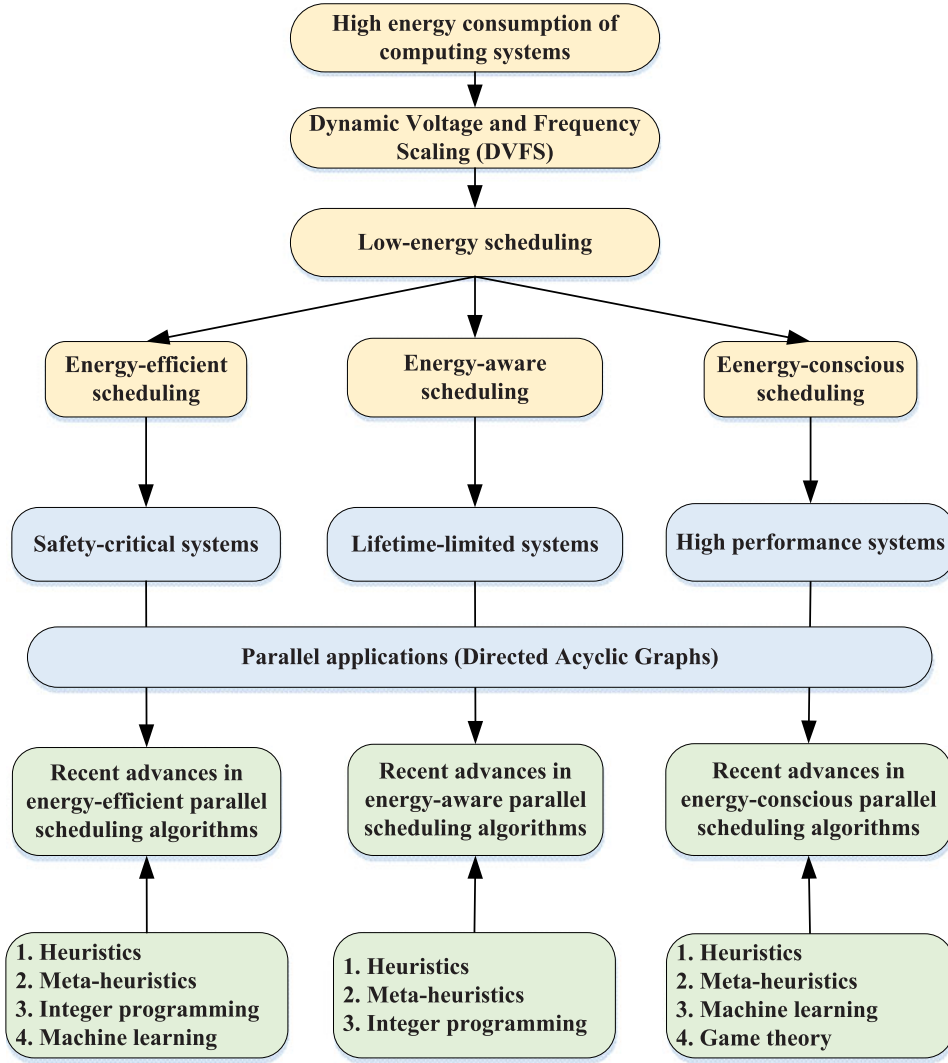 High energy consumption of
computing systems
Dynamic Voltage and Frequency
Scaling (DVFS)
Low-energy scheduling
Energy-efficient
scheduling
Energy-aware
scheduling
Eenergy-conscious
scheduling
Safety-critical systems
Lifetime-limited systems
High performance systems
Parallel applications (Directed Acyclic Graphs)
Recent advances in
energy-efficient parallel
scheduling algorithms
Recent advances in
energy-aware parallel
scheduling algorithms
Recent advances in
energy-conscious parallel
scheduling algorithms
1. Heuristics
2. Meta-heuristics
3. Integer programming
4. Machine learning
1. Heuristics
2. Meta-heuristics
3. Integer programming
1. Heuristics
2. Meta-heuristics
3. Machine learning
4. Game theory